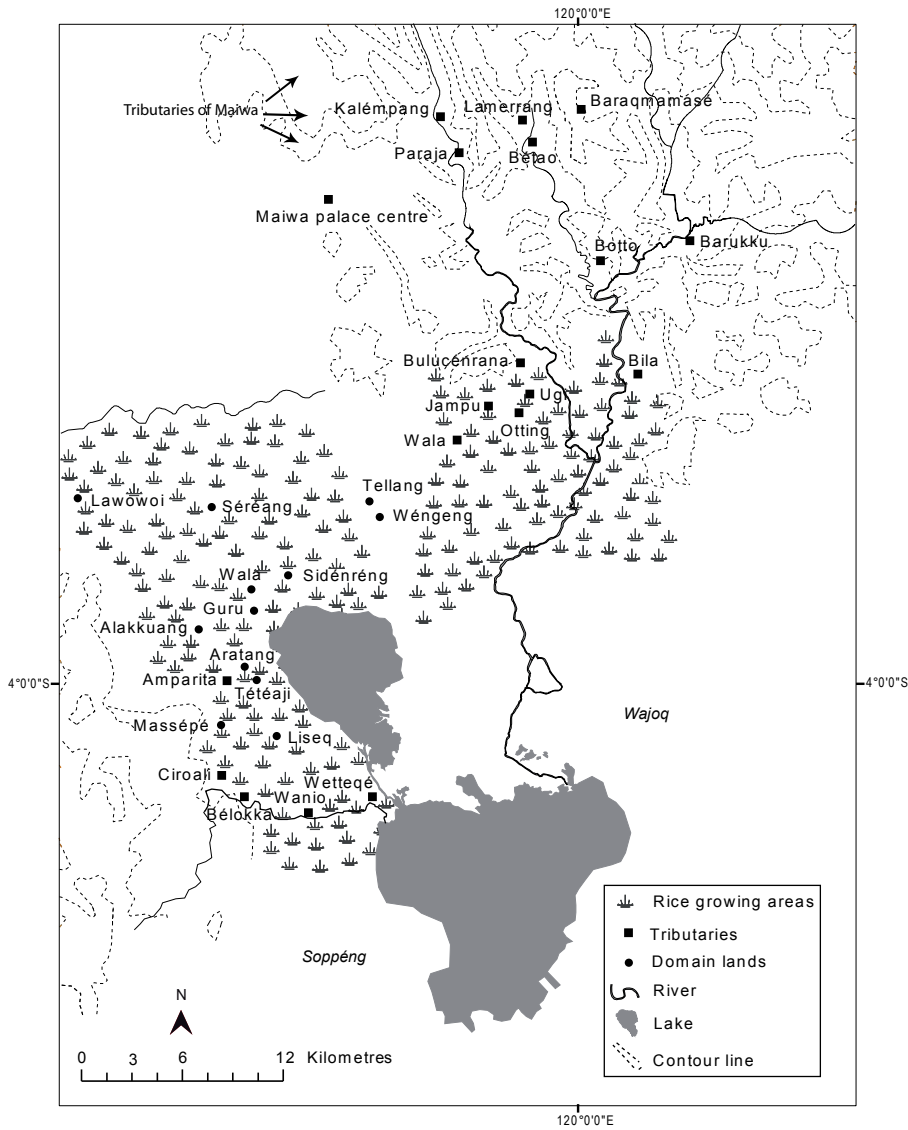 120°0'0"E
Tributaries of Maiwa
Kalémpang
Lamerrang
Baraqmamasé
Paraja
Bétao
Maiwa palace centre
Botto
Barukku
Bulucénrana
Bila
Jampu
Ugi
Otting
Wala
Tellang
Lawowoi
Séréang
Wéngeng
Wala
Sidénréng
Guru
Alakkuang
Aratang
Amparita
Tétéaji
4°0'0"S
4°0'0"S
Massépé
Liseq
Wajoq
Ciroali
Wetteqé
Wanio
Bélokka
Soppéng
Rice growing areas
Tributaries
Domain lands
River
Lake
Contour line
N
0 3 6 12 Kilometres
120°0'0"E